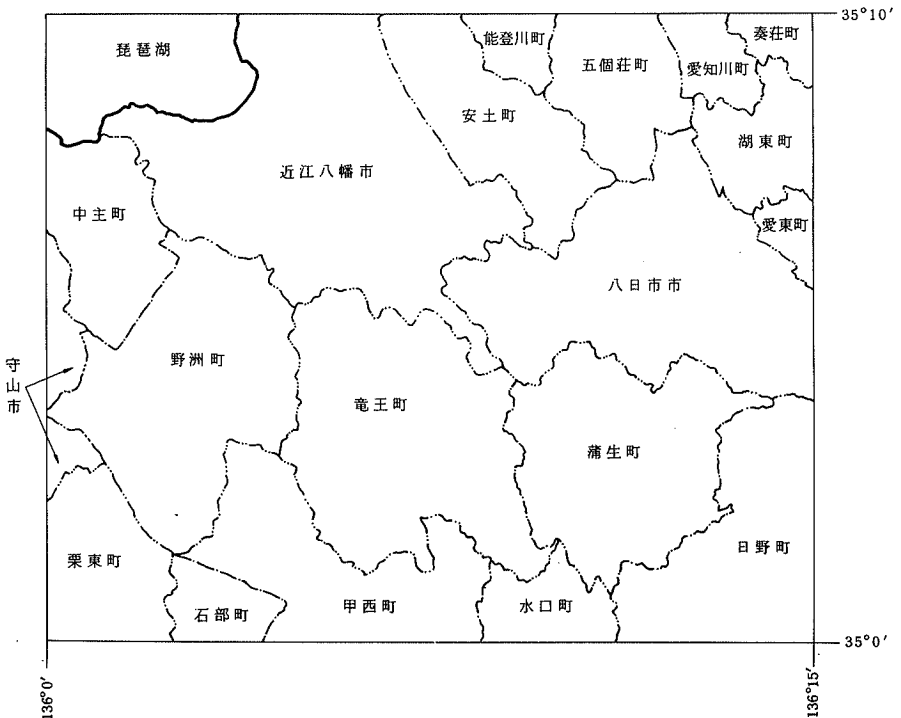 35°10′
琵琶湖
能登川町
秦荘町
五個荘町
愛知川町
安土町
湖東町
近江八幡市
中主町
愛東町
八日市市
守山市
野洲町
竜王町
蒲生町
日野町
栗東町
石部町
甲西町
水口町
35°0′
136°0′
136°15′